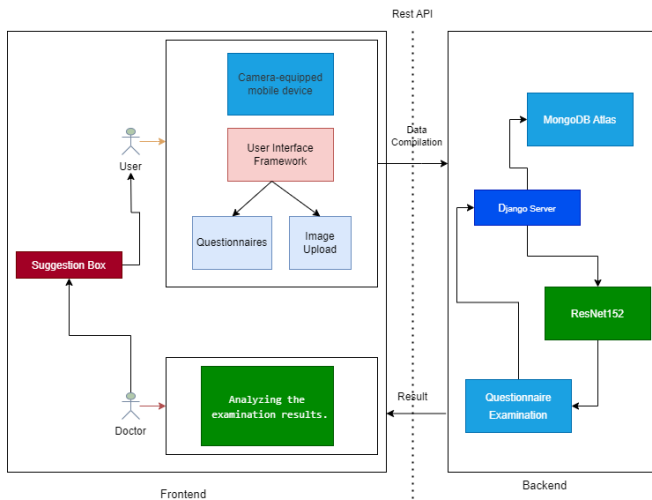 Rest API
Camera-equipped
mobile device
User Interface
Framework
Questionnaires
Image
Upload
User
Suggestion Box
Doctor
Analyzing the
examination results.
Frontend
Data
Compilation
Result
MongoDB Atlas
Django Server
ResNet152
Questionnaire
Examination
Backend